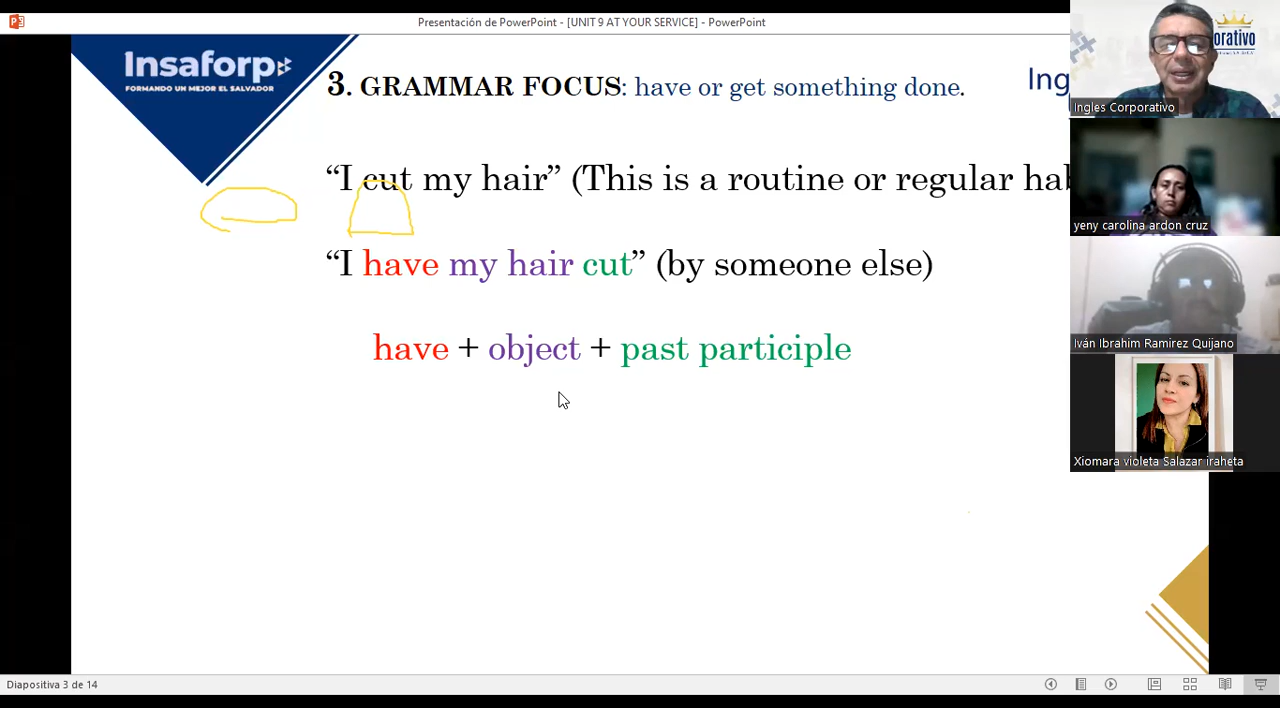 Presentación de PowerPoint - [UNIT 9 AT YOUR SERVICE] - PowerPoint
Insaforp
FORMANDO UN MEJOR EL SALVADOR
3. GRAMMAR FOCUS: have or get something done.
Ing
orativo
Ingles Corporativo
“I cut my hair” (This is a routine or regular hab
yeny carolina ardon cruz
“I have my hair cut” (by someone else)
have + object + past participle
Iván Ibrahim Ramirez Quijano
Xiomara violeta Salazar iraheta
Diapositiva 3 de 14